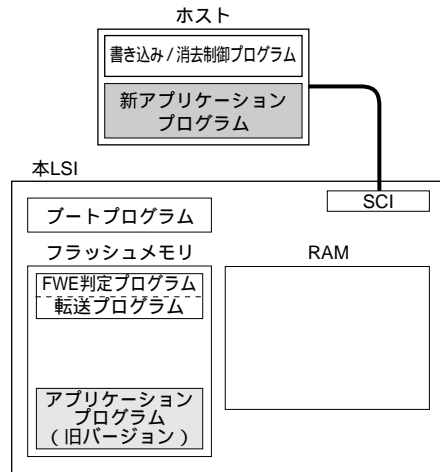 ホスト
書き込み / 消去制御プログラム
新アプリケーション
プログラム
本LSI
SCI
ブートプログラム
フラッシュメモリ
RAM
FWE判定プログラム
転送プログラム
アプリケーション
プログラム
( 旧バージョン )